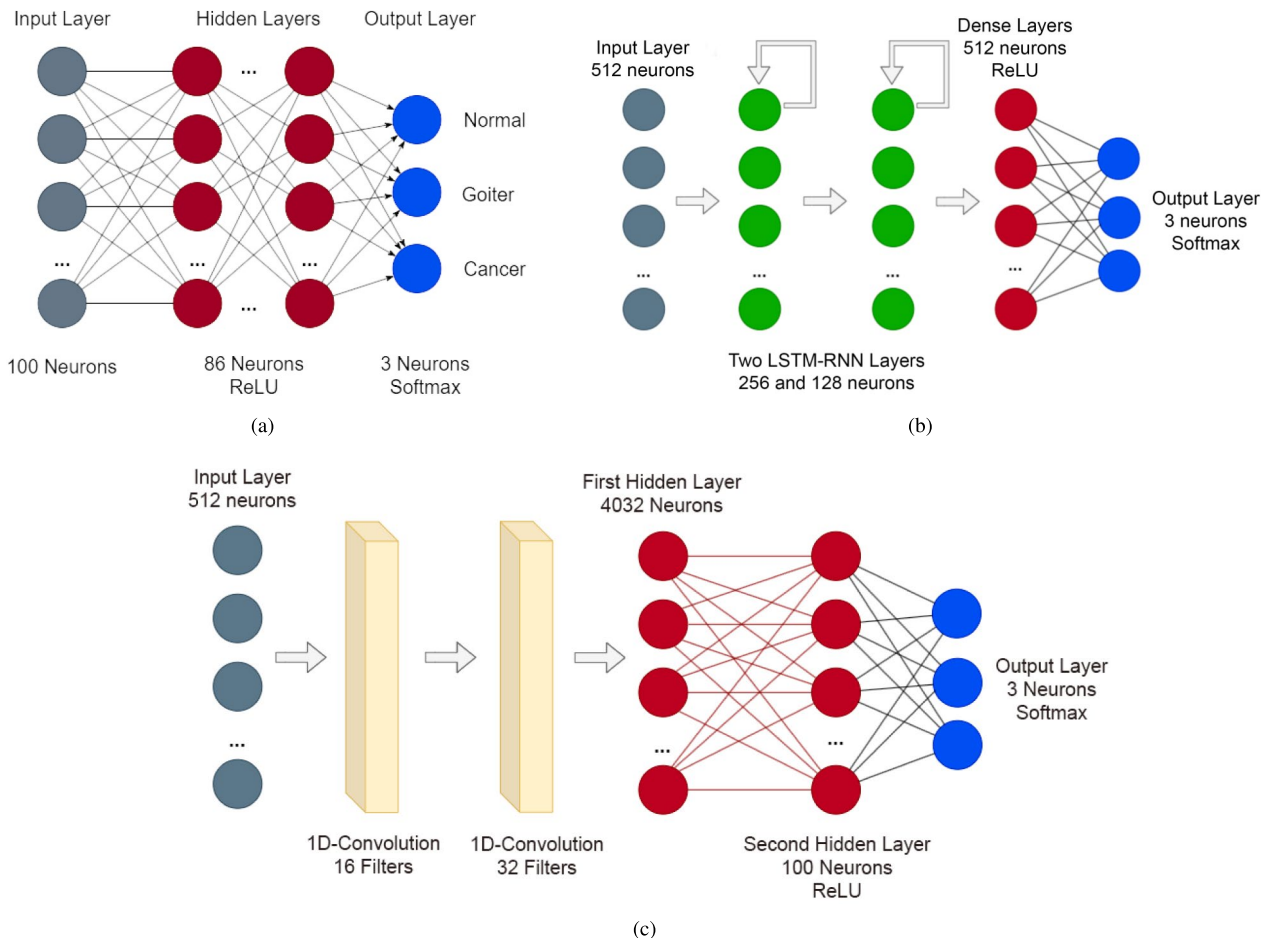 Input Layer
Hidden Layers
Output Layer
...
Normal
Goiter
Cancer
...
...
...
...
100 Neurons
86 Neurons
ReLU
3 Neurons
Softmax
(a)
Input Layer
512 neurons
Dense Layers
512 neurons
ReLU
Output Layer
3 neurons
Softmax
...
...
...
...
Two LSTM-RNN Layers
256 and 128 neurons
(b)
Input Layer
512 neurons
First Hidden Layer
4032 Neurons
Output Layer
3 Neurons
Softmax
...
...
...
1D-Convolution
16 Filters
1D-Convolution
32 Filters
Second Hidden Layer
100 Neurons
ReLU
(c)